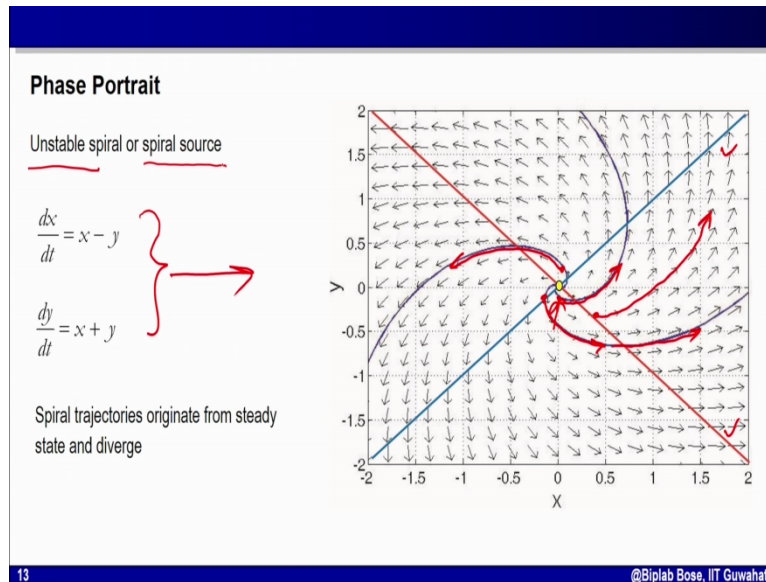 Phase Portrait
Unstable spiral or spiral source
dx/dt = x − y
dy/dt = x + y
Spiral trajectories originate from steady
state and diverge
2
1.5
1
0.5
0
-0.5
-1
-1.5
-2
Y
-2 -1.5 -1 -0.5 0 0.5 1 1.5 2
X
13
@Biplab Bose, IIT Guwahat